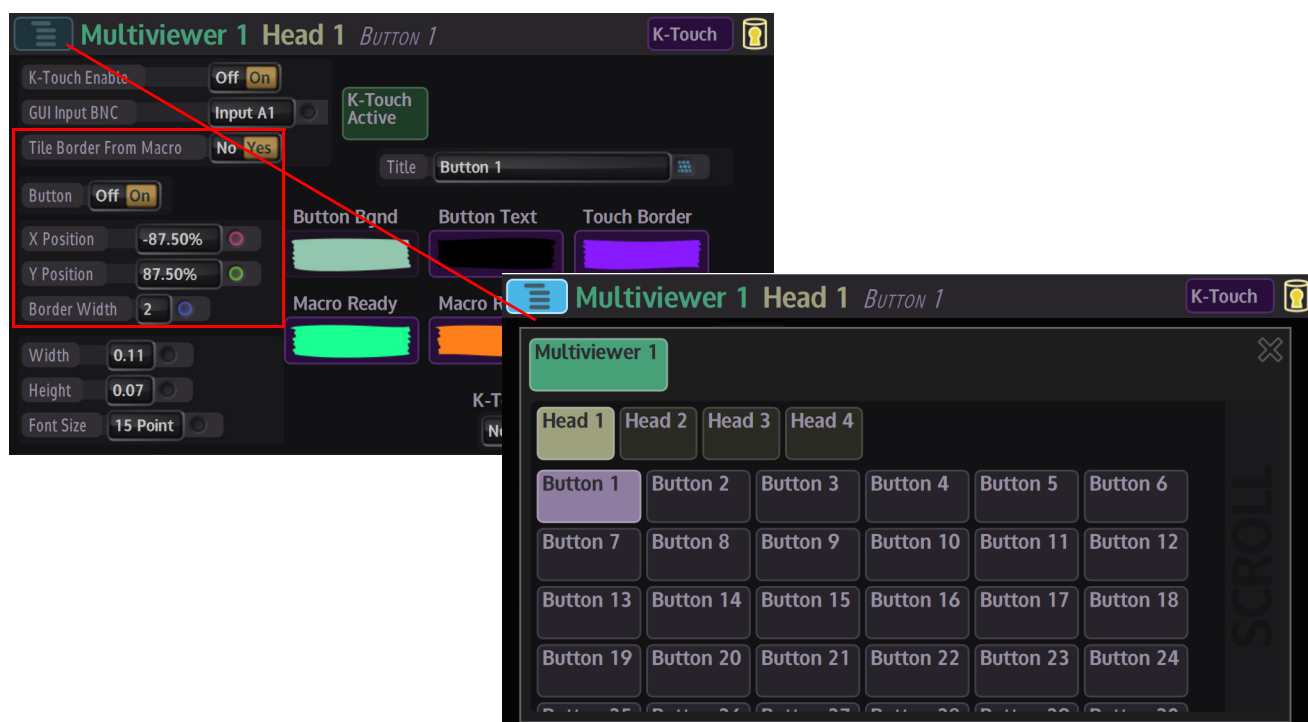 Multiviewer 1 Head 1 Button 1
K-Touch
K-Touch Enable Off On
GUI Input BNC Input A1
K-Touch
Active
Tile Border From Macro No Yes
Title Button 1
Button Off On
Button Bgnd Button Text Touch Border
X Position -87.50%
Y Position 87.50%
Border Width 2
Macro Ready Macro R
Width 0.11
Height 0.07
Font Size 15 Point
K-T
Multiviewer 1 Head 1 Button 1
K-Touch
Multiviewer 1
Head 1 Head 2 Head 3 Head 4
Button 1 Button 2 Button 3 Button 4 Button 5 Button 6
Button 7 Button 8 Button 9 Button 10 Button 11 Button 12
Button 13 Button 14 Button 15 Button 16 Button 17 Button 18
Button 19 Button 20 Button 21 Button 22 Button 23 Button 24
SCROLL